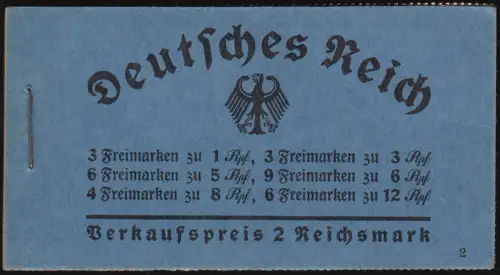 Deutſches Reich
3 Freimarken zu 1 Rpf, 3 Freimarken zu 3 Rpf
6 Freimarken zu 5 Rpf, 9 Freimarken zu 6 Rpf
4 Freimarken zu 8 Rpf, 6 Freimarken zu 12 Rpf
Verkaufspreis 2 Reichsmark
2